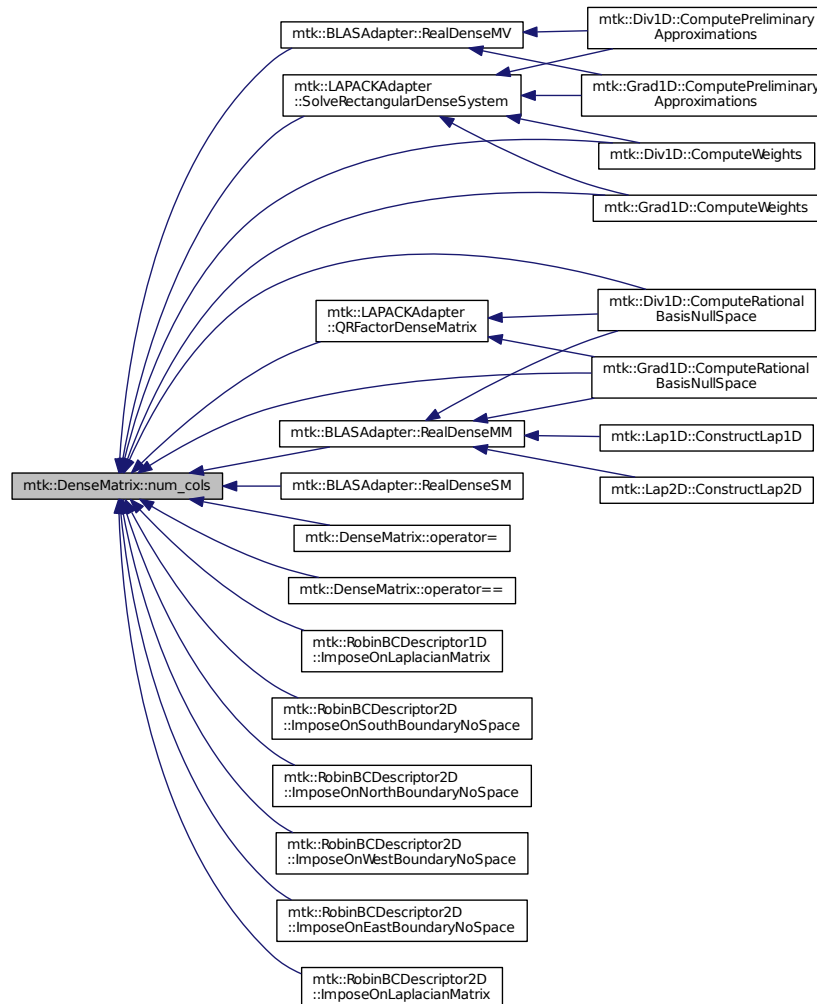 mtk::BLASAdapter::RealDenseMV
mtk::Div1D::ComputePreliminary
Approximations
mtk::LAPACKAdapter
::SolveRectangularDenseSystem
mtk::Grad1D::ComputePreliminary
Approximations
mtk::Div1D::ComputeWeights
mtk::Grad1D::ComputeWeights
mtk::LAPACKAdapter
::QRFactorDenseMatrix
mtk::Div1D::ComputeRational
BasisNullSpace
mtk::Grad1D::ComputeRational
BasisNullSpace
mtk::BLASAdapter::RealDenseMM
mtk::Lap1D::ConstructLap1D
mtk::DenseMatrix::num_cols
mtk::BLASAdapter::RealDenseSM
mtk::Lap2D::ConstructLap2D
mtk::DenseMatrix::operator=
mtk::DenseMatrix::operator==
mtk::RobinBCDescriptor1D
::ImposeOnLaplacianMatrix
mtk::RobinBCDescriptor2D
::ImposeOnSouthBoundaryNoSpace
mtk::RobinBCDescriptor2D
::ImposeOnNorthBoundaryNoSpace
mtk::RobinBCDescriptor2D
::ImposeOnWestBoundaryNoSpace
mtk::RobinBCDescriptor2D
::ImposeOnEastBoundaryNoSpace
mtk::RobinBCDescriptor2D
::ImposeOnLaplacianMatrix